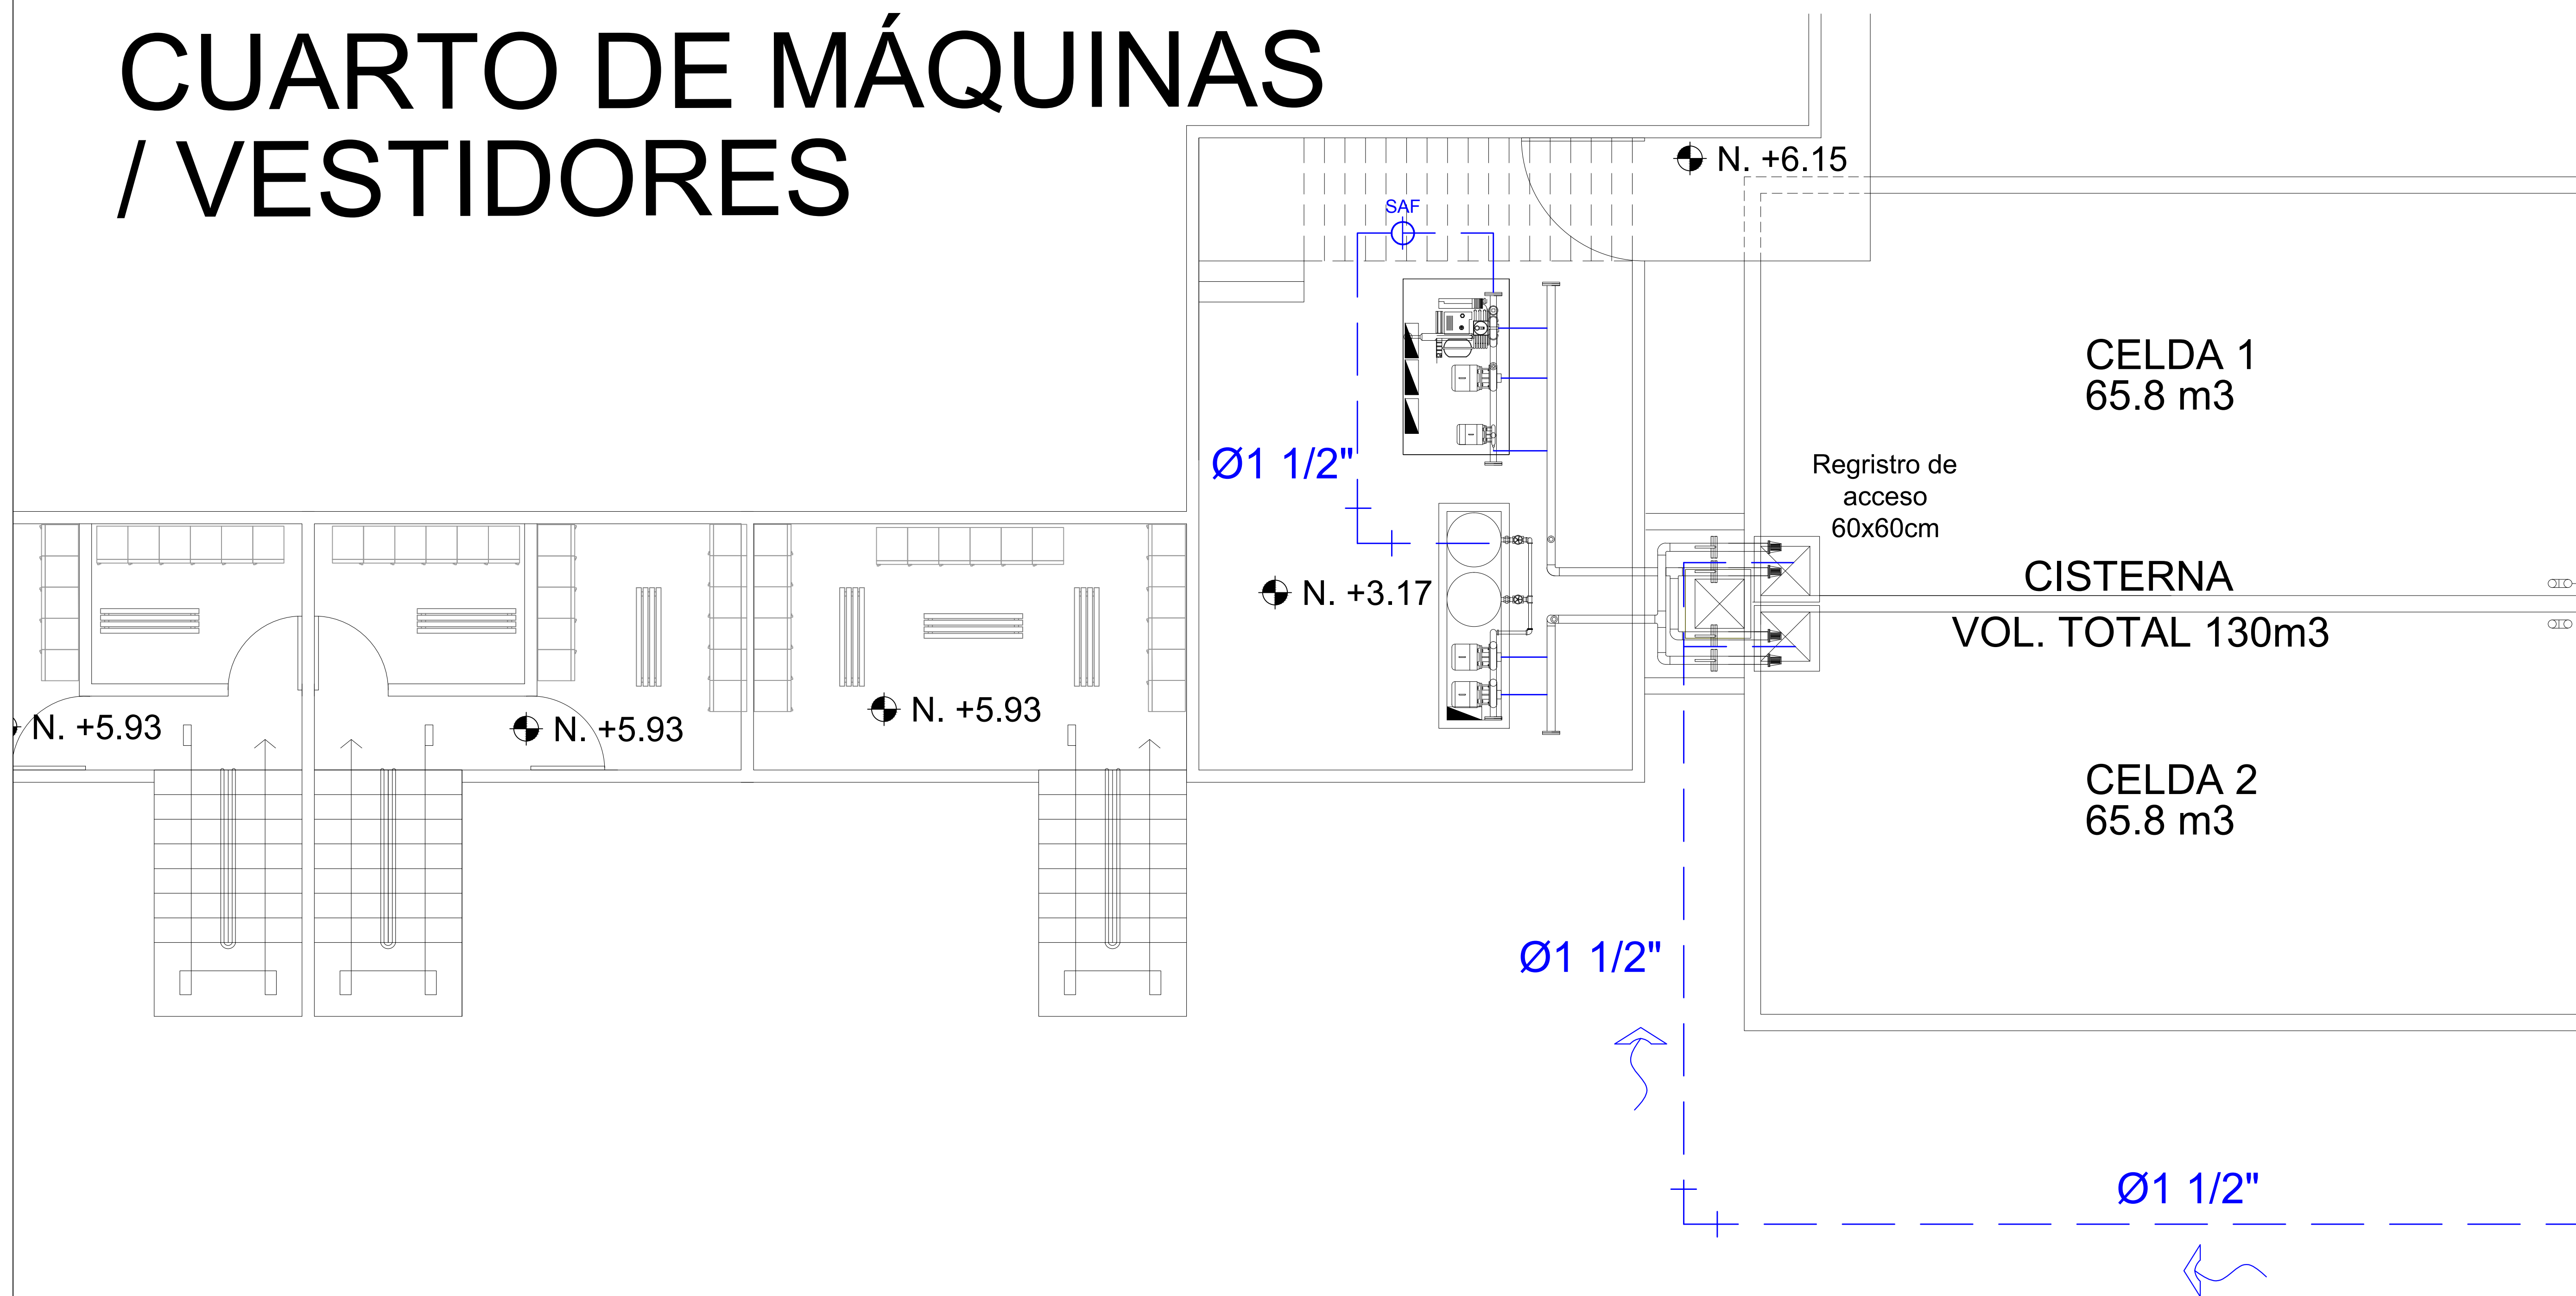 CUARTO DE MÁQUINAS
/ VESTIDORES
N. +6.15
SAF
CELDA 1
65.8 m3
Ø1 1/2"
Regristro de
acceso
60x60cm
N. +3.17
CISTERNA
VOL. TOTAL 130m3
N. +5.93
N. +5.93
N. +5.93
CELDA 2
65.8 m3
Ø1 1/2"
Ø1 1/2"